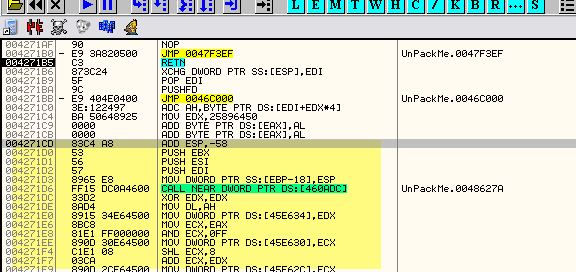 L E M T W H C / K B R ... S
004271AF 90 NOP
004271B0 - E9 3A820500 JMP 0047F3EF UnPackMe.0047F3EF
004271B5 C3 RETN
004271B6 873C24 XCHG DWORD PTR SS:[ESP],EDI
004271B9 5F POP EDI
004271BA 9C PUSHFD
004271BB - E9 404E0400 JMP 0046C000 UnPackMe.0046C000
004271C0 3E:122497 ADC AH,BYTE PTR DS:[EDI+EDX*4]
004271C4 BA 50648925 MOV EDX,25896450
004271C9 0000 ADD BYTE PTR DS:[EAX],AL
004271CB 0000 ADD BYTE PTR DS:[EAX],AL
004271CD 83C4 A8 ADD ESP,-58
004271D0 53 PUSH EBX
004271D1 56 PUSH ESI
004271D2 57 PUSH EDI
004271D3 8965 E8 MOV DWORD PTR SS:[EBP-18],ESP
004271D6 FF15 DC0A4600 CALL NEAR DWORD PTR DS:[460ADC] UnPackMe.0048627A
004271DC 33D2 XOR EDX,EDX
004271DE 8AD4 MOV DL,AH
004271E0 8915 34E64500 MOV DWORD PTR DS:[45E634],EDX
004271E6 8BC8 MOV ECX,EAX
004271E8 81E1 FF000000 AND ECX,0FF
004271EE 890D 30E64500 MOV DWORD PTR DS:[45E630],ECX
004271F4 C1E1 08 SHL ECX,8
004271F7 03CA ADD ECX,EDX
004271F9 890D 2CE64500 MOV DWORD PTR DS:[45E62C],ECX